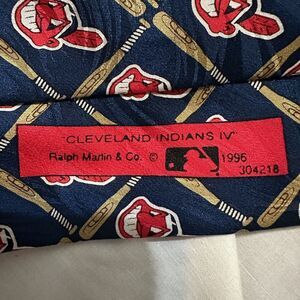 "CLEVELAND INDIANS IV"
Ralph Marlin & Co. © 1996
304218